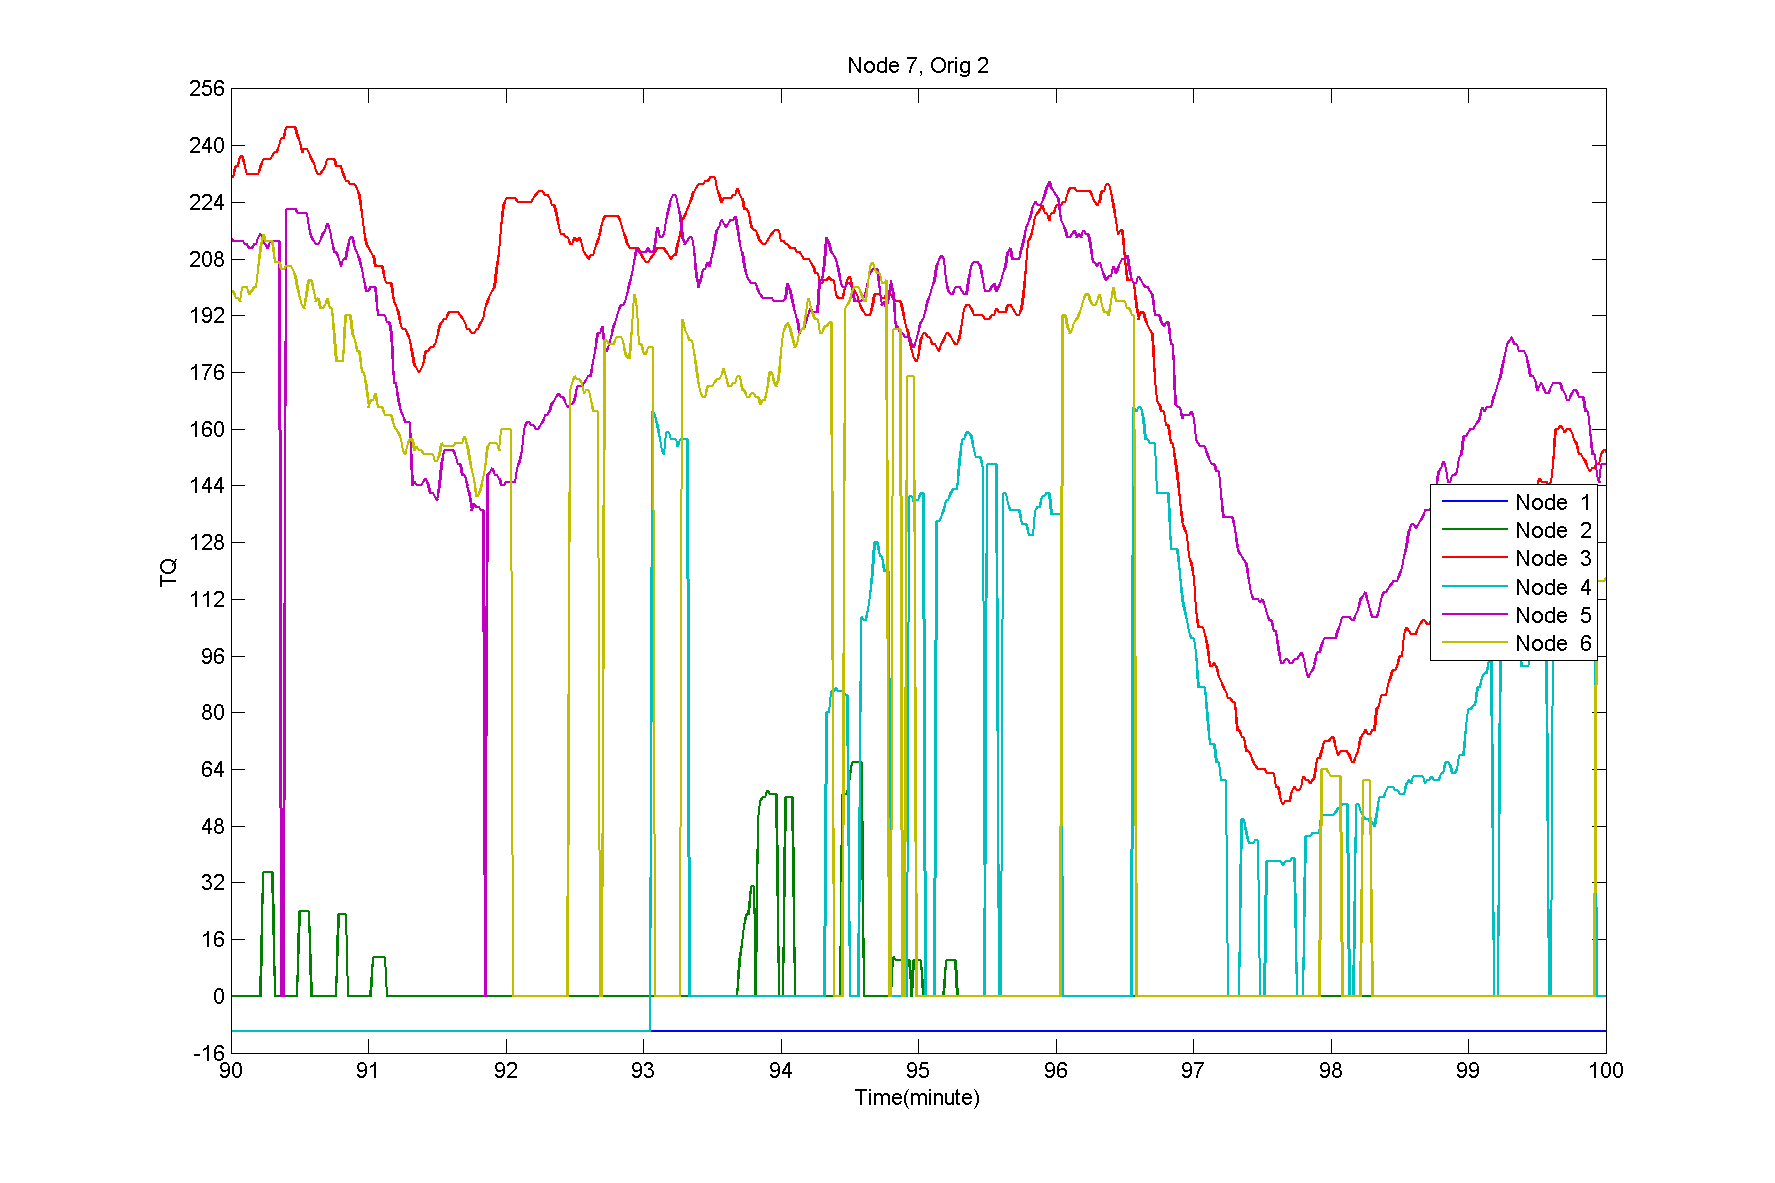 Node 7, Orig 2
256
240
224
208
192
176
160
144
128
112
96
80
64
48
32
16
0
-16
TQ
Node 1
Node 2
Node 3
Node 4
Node 5
Node 6
90 91 92 93 94 95 96 97 98 99 100
Time(minute)